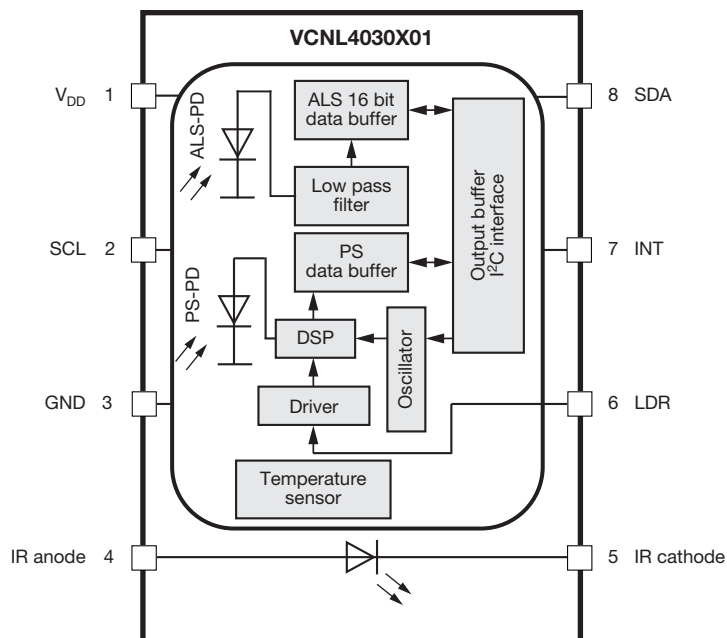 VCNL4030X01
VDD 1
8 SDA
ALS-PD
ALS 16 bit
data buffer
Low pass
filter
Output buffer
I²C interface
SCL 2
7 INT
PS
data buffer
PS-PD
DSP
Oscillator
GND 3
Driver
6 LDR
Temperature
sensor
IR anode 4
5 IR cathode